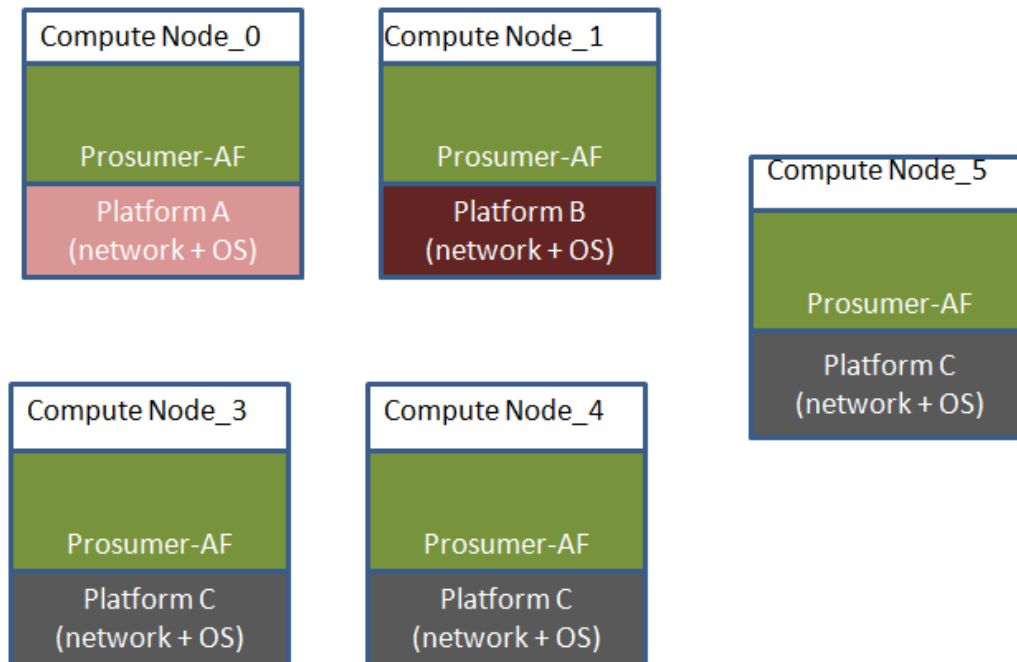 Compute Node_0
Prosumer-AF
Platform A
(network + OS)
Compute Node_1
Prosumer-AF
Platform B
(network + OS)
Compute Node_5
Prosumer-AF
Platform C
(network + OS)
Compute Node_3
Prosumer-AF
Platform C
(network + OS)
Compute Node_4
Prosumer-AF
Platform C
(network + OS)